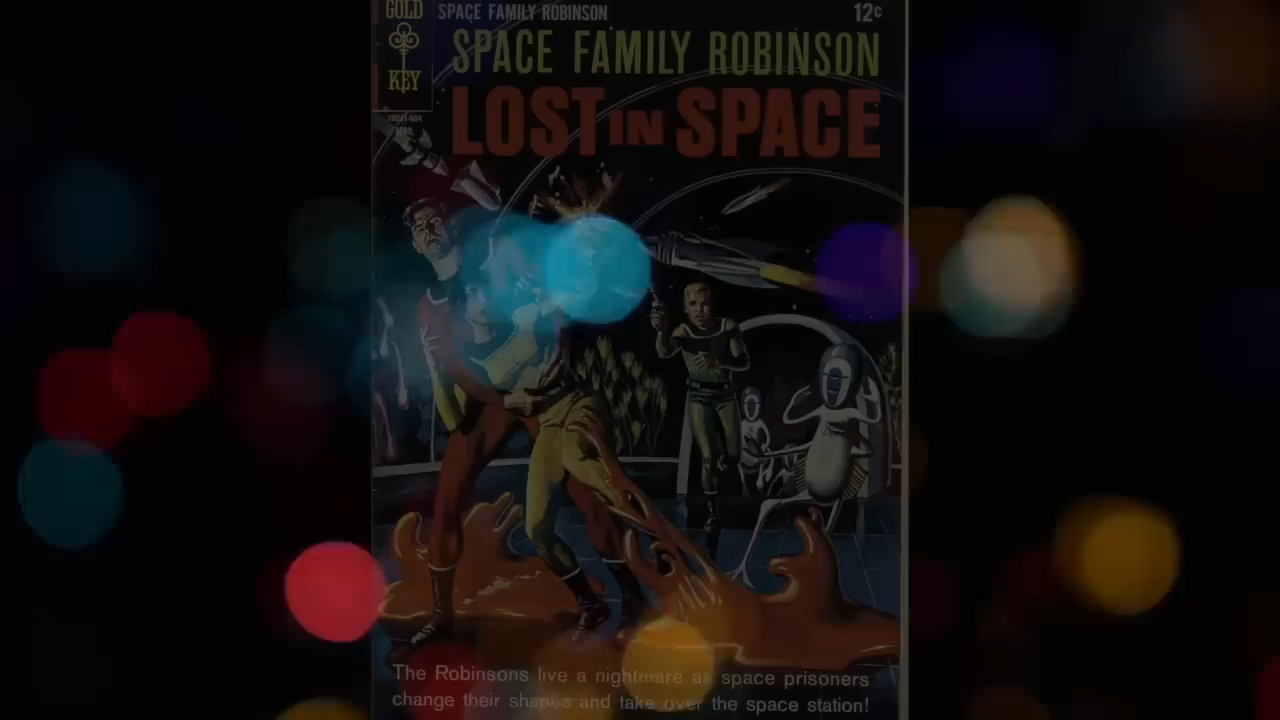 GOLD
KEY
SPACE FAMILY ROBINSON
12c
SPACE FAMILY ROBINSON
LOST IN SPACE
The Robinsons live a nightmare as space prisoners
change their shapes and take over the space station!